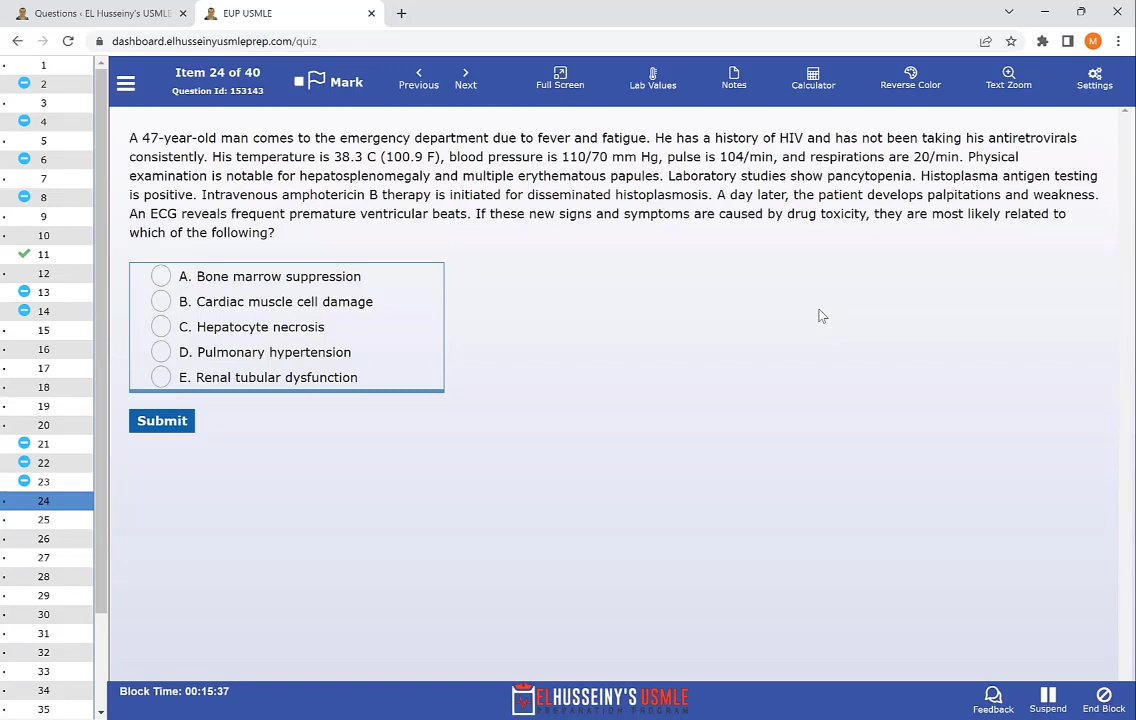 Questions ‹ EL Husseiny's USMLE
EUP USMLE
dashboard.elhusseinyusmleprep.com/quiz
M
Item 24 of 40
Question Id: 153143
Mark
Previous
Next
Full Screen
Lab Values
Notes
Calculator
Reverse Color
Text Zoom
Settings
1
2
3
4
5
6
7
8
9
10
11
12
13
14
15
16
17
18
19
20
21
22
23
24
25
26
27
28
29
30
31
32
33
34
35
A 47-year-old man comes to the emergency department due to fever and fatigue. He has a history of HIV and has not been taking his antiretrovirals
consistently. His temperature is 38.3 C (100.9 F), blood pressure is 110/70 mm Hg, pulse is 104/min, and respirations are 20/min. Physical
examination is notable for hepatosplenomegaly and multiple erythematous papules. Laboratory studies show pancytopenia. Histoplasma antigen testing
is positive. Intravenous amphotericin B therapy is initiated for disseminated histoplasmosis. A day later, the patient develops palpitations and weakness.
An ECG reveals frequent premature ventricular beats. If these new signs and symptoms are caused by drug toxicity, they are most likely related to
which of the following?
A. Bone marrow suppression
B. Cardiac muscle cell damage
C. Hepatocyte necrosis
D. Pulmonary hypertension
E. Renal tubular dysfunction
Submit
Block Time: 00:15:37
ELHUSSEINY'S USMLE
PREPARATION PROGRAM
Feedback
Suspend
End Block